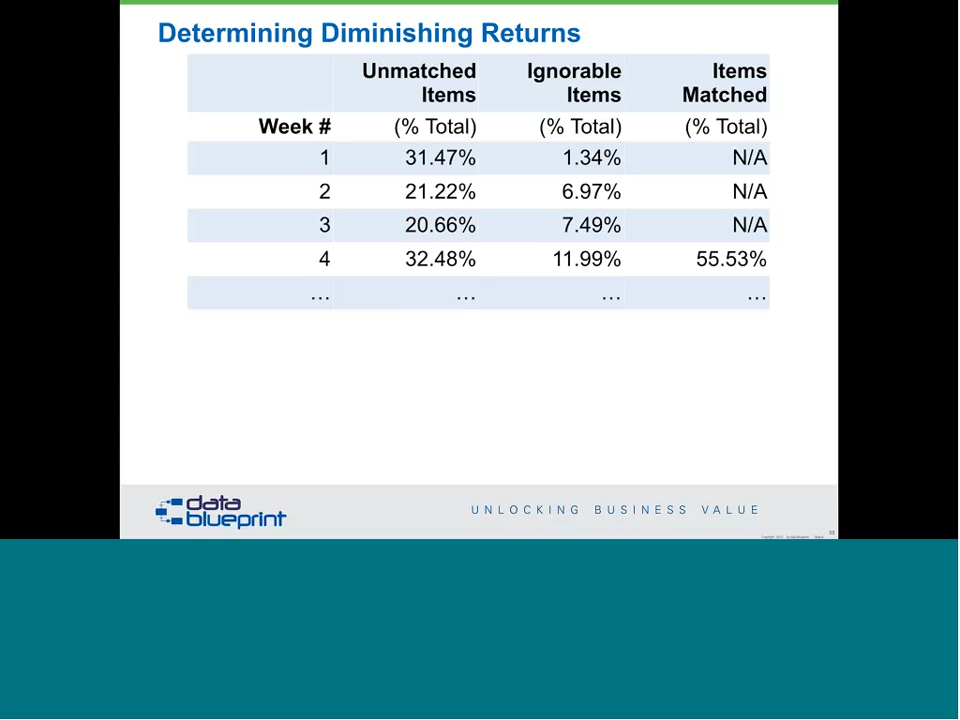 Determining Diminishing Returns
Unmatched Items Ignorable Items Items Matched
Week # (% Total) (% Total) (% Total)
1 31.47% 1.34% N/A
2 21.22% 6.97% N/A
3 20.66% 7.49% N/A
4 32.48% 11.99% 55.53%
… … … …
data blueprint
UNLOCKING BUSINESS VALUE